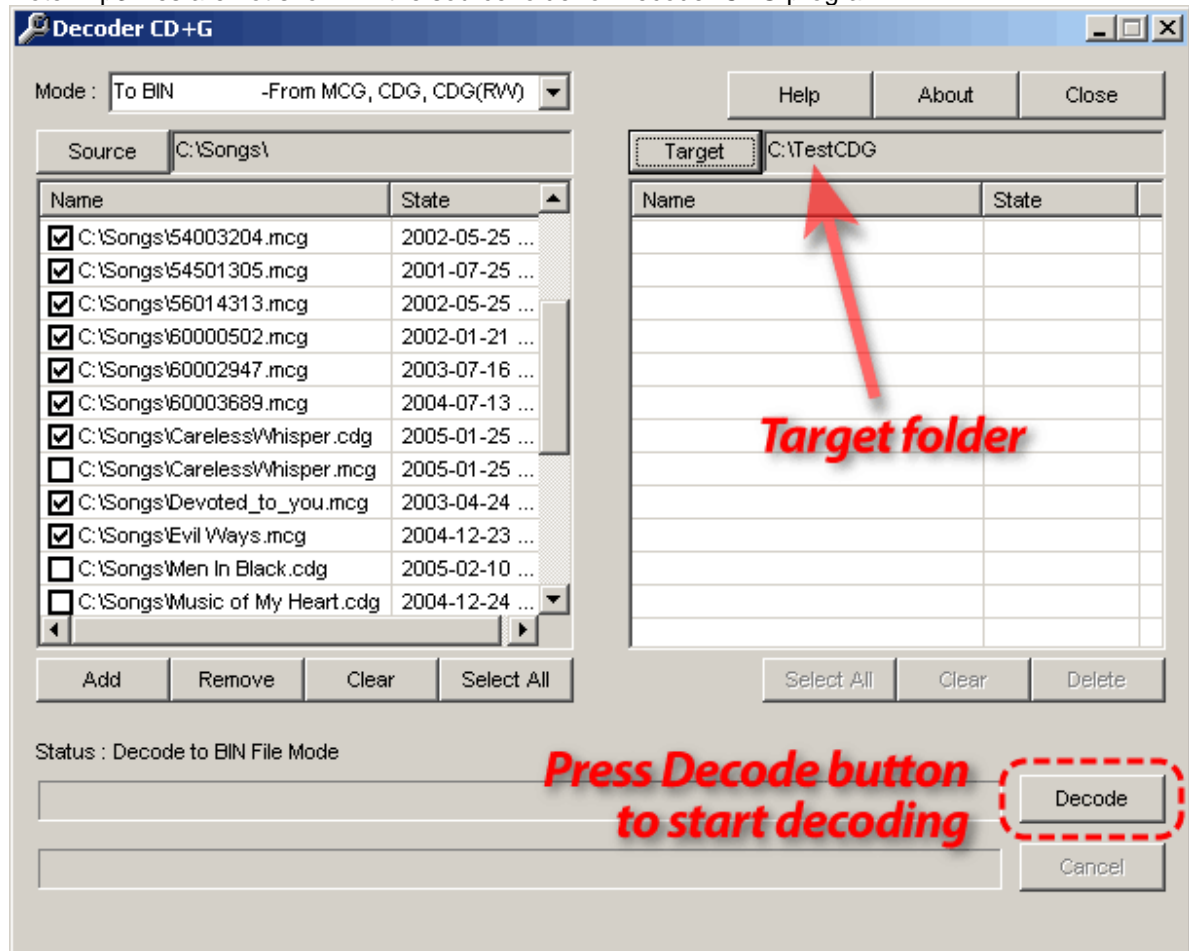 Decoder CD+G
Mode : To BIN -From MCG, CDG, CDG(RW)
Help About Close
Source C:\Songs\
Target C:\TestCDG
Name State
Name State
C:\Songs\54003204.mcg 2002-05-25 ...
C:\Songs\54501305.mcg 2001-07-25 ...
C:\Songs\56014313.mcg 2002-05-25 ...
C:\Songs\60000502.mcg 2002-01-21 ...
C:\Songs\60002947.mcg 2003-07-16 ...
C:\Songs\60003689.mcg 2004-07-13 ...
C:\Songs\CarelessWhisper.cdg 2005-01-25 ...
C:\Songs\CarelessWhisper.mcg 2005-01-25 ...
C:\Songs\Devoted_to_you.mcg 2003-04-24 ...
C:\Songs\Evil Ways.mcg 2004-12-23 ...
C:\Songs\Men In Black.cdg 2005-02-10 ...
C:\Songs\Music of My Heart.cdg 2004-12-24 ...
Target folder
Add Remove Clear Select All
Select All Clear Delete
Status : Decode to BIN File Mode
Press Decode button
to start decoding
Decode
Cancel